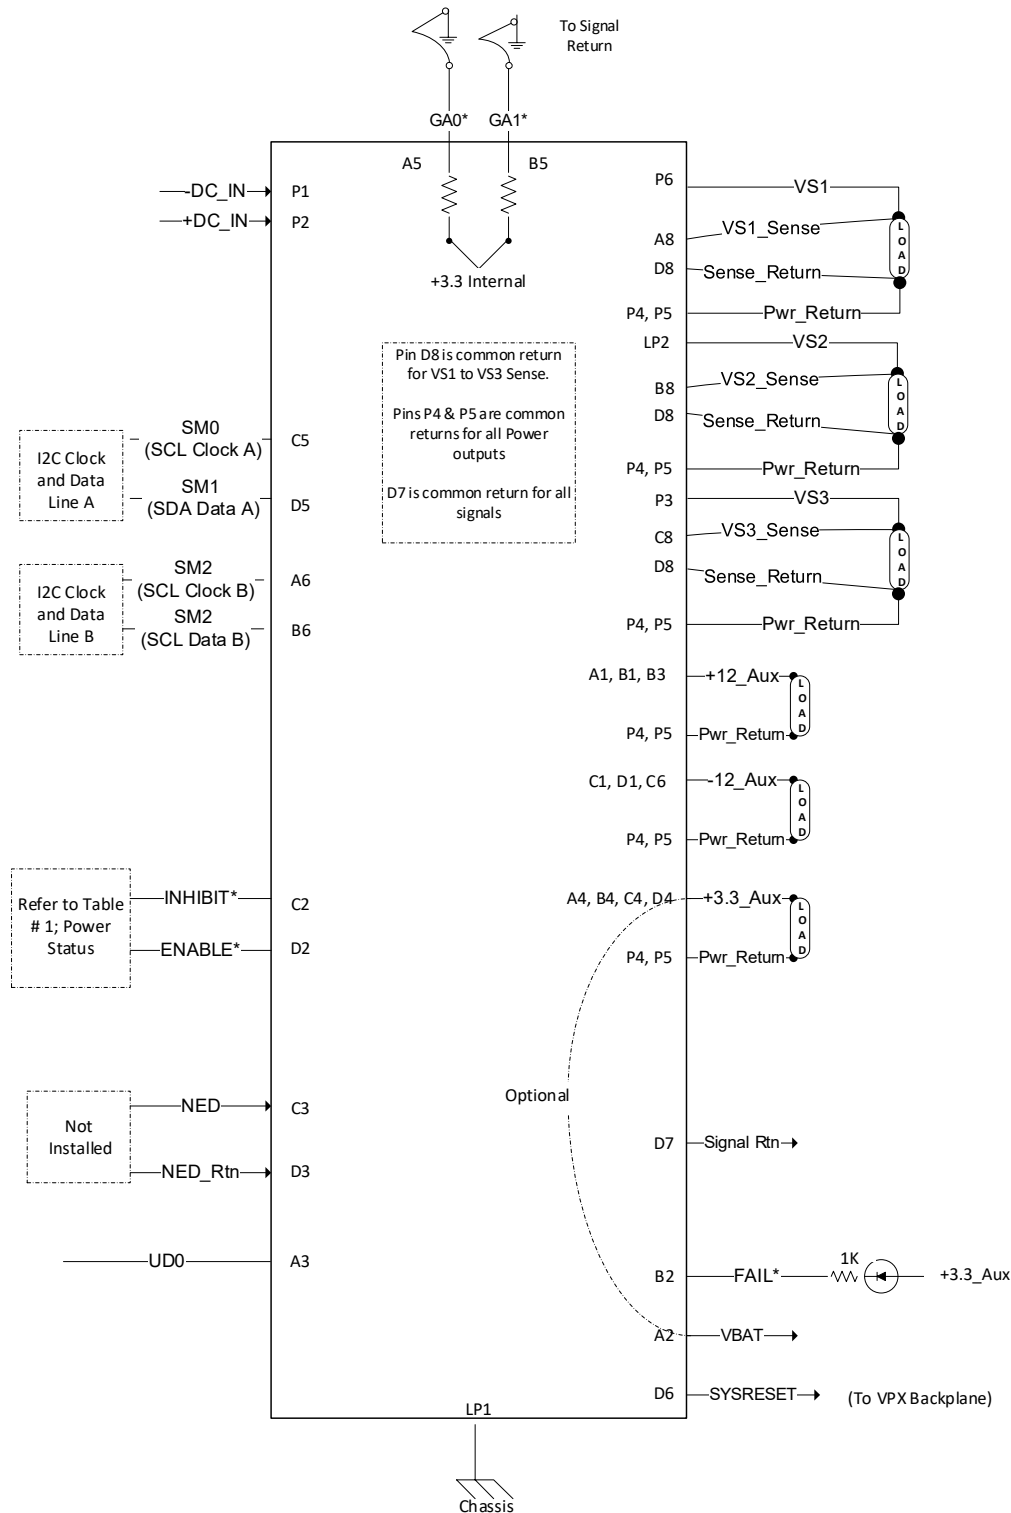 To Signal
Return
GA0*
GA1*
A5
B5
-DC_IN
P1
+DC_IN
P2
+3.3 Internal
P6
VS1
A8
VS1_Sense
D8
Sense_Return
P4, P5
Pwr_Return
LOAD
LP2
VS2
B8
VS2_Sense
D8
Sense_Return
P4, P5
Pwr_Return
LOAD
P3
VS3
C8
VS3_Sense
D8
Sense_Return
P4, P5
Pwr_Return
LOAD
Pin D8 is common return
for VS1 to VS3 Sense.
Pins P4 & P5 are common
returns for all Power
outputs
D7 is common return for all
signals
I2C Clock
and Data
Line A
SM0
(SCL Clock A)
C5
SM1
(SDA Data A)
D5
I2C Clock
and Data
Line B
SM2
(SCL Clock B)
A6
SM2
(SCL Data B)
B6
A1, B1, B3
+12_Aux
P4, P5
Pwr_Return
LOAD
C1, D1, C6
-12_Aux
P4, P5
Pwr_Return
LOAD
Refer to Table
# 1; Power
Status
INHIBIT*
C2
ENABLE*
D2
A4, B4, C4, D4
+3.3_Aux
P4, P5
Pwr_Return
LOAD
Optional
Not
Installed
NED
C3
NED_Rtn
D3
D7
Signal Rtn
UD0
A3
B2
FAIL*
1K
+3.3_Aux
A2
VBAT
D6
SYSRESET
(To VPX Backplane)
LP1
Chassis